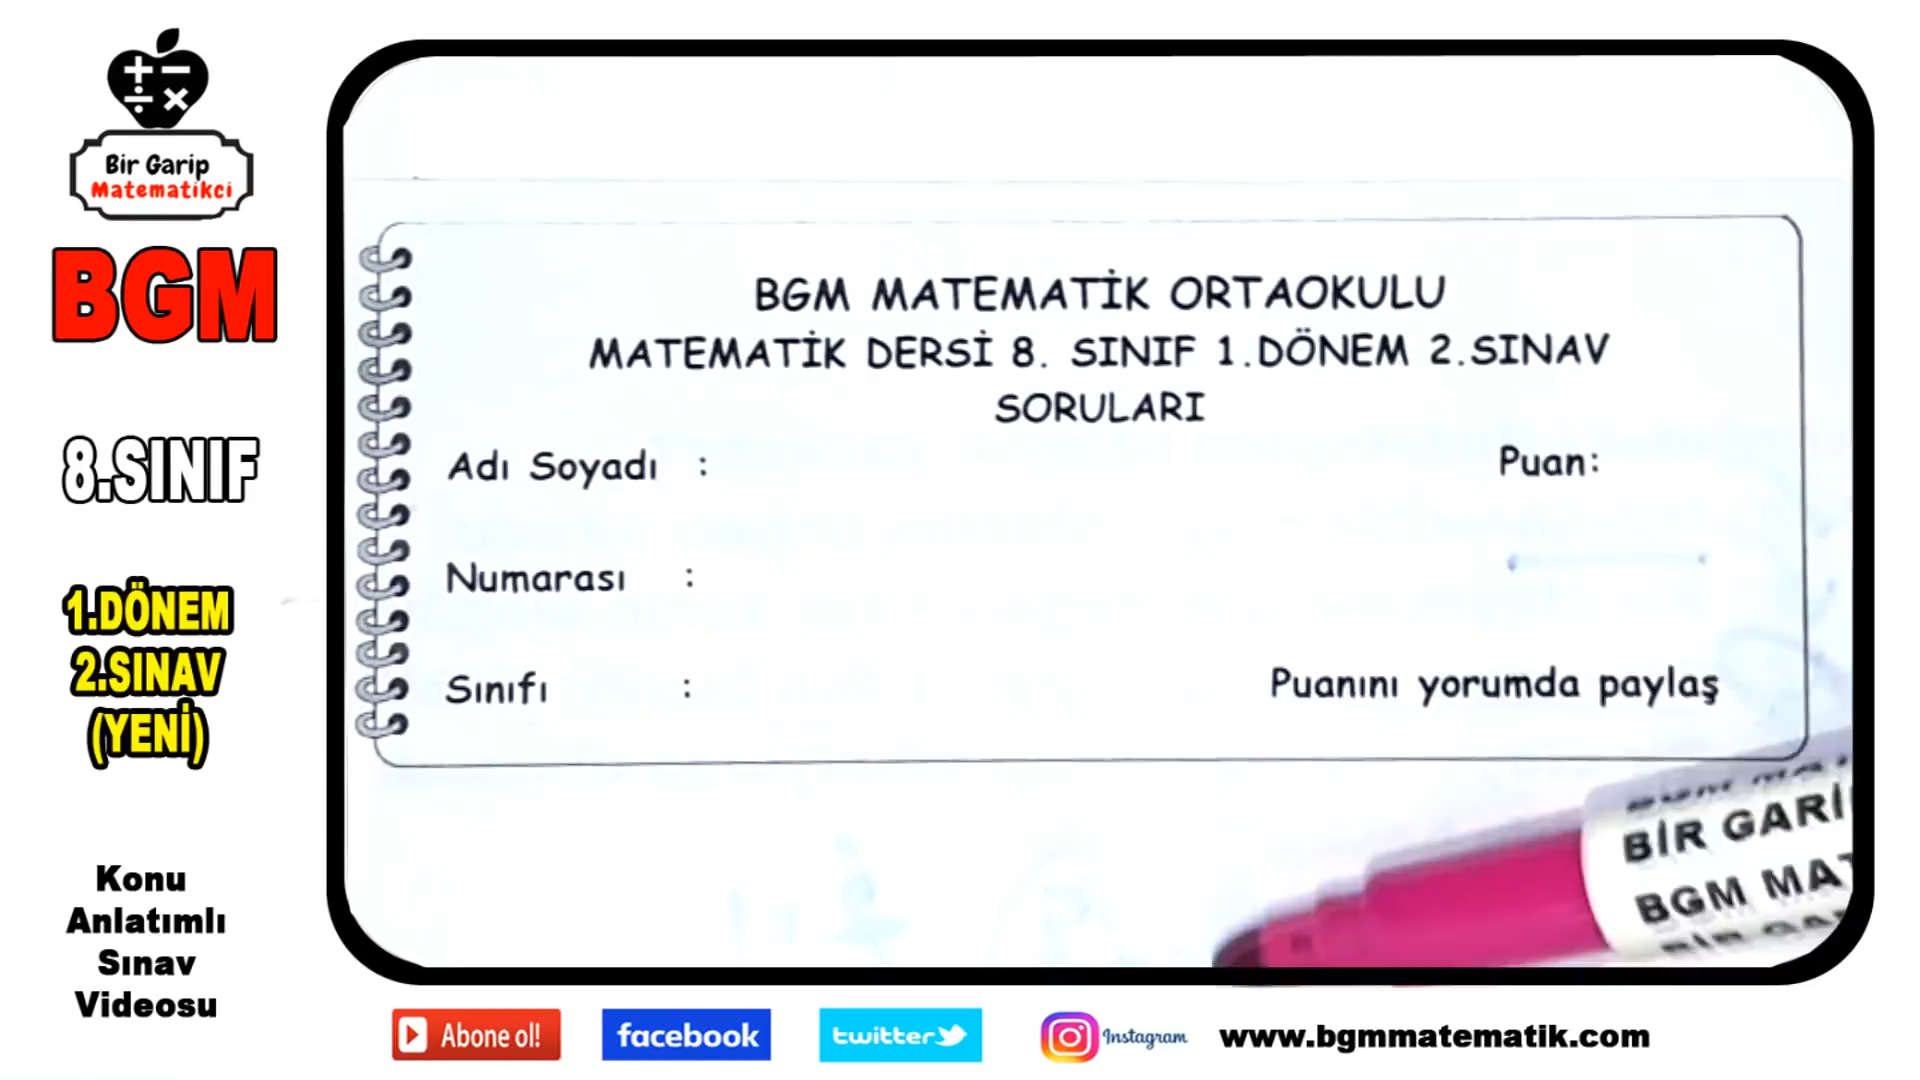 Bir Garip
Matematikci
BGM
8.SINIF
1.DÖNEM
2.SINAV
(YENİ)
Konu
Anlatımlı
Sınav
Videosu
BGM MATEMATİK ORTAOKULU
MATEMATİK DERSİ 8. SINIF 1.DÖNEM 2.SINAV
SORULARI
Adı Soyadı :
Puan:
Numarası :
Sınıfı :
Puanını yorumda paylaş
BİR GARİ
BGM MAT
Abone ol!
facebook
twitter
Instagram
www.bgmmatematik.com